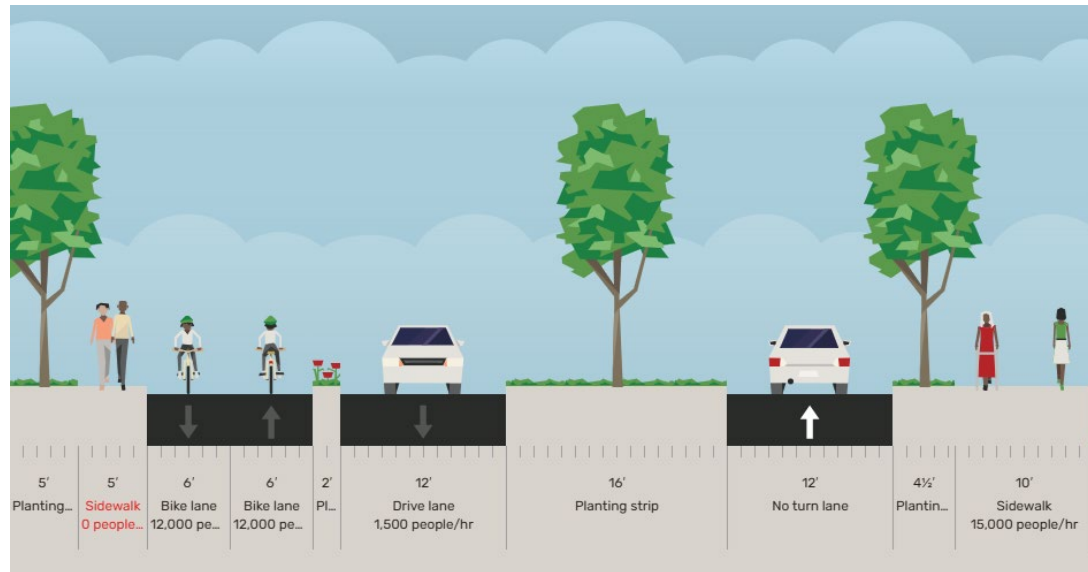 5'
Planting...
5'
Sidewalk
0 people...
6'
Bike lane
12,000 pe...
6'
Bike lane
12,000 pe...
2'
Pl...
12'
Drive lane
1,500 people/hr
16'
Planting strip
12'
No turn lane
4½'
Plantin...
10'
Sidewalk
15,000 people/hr